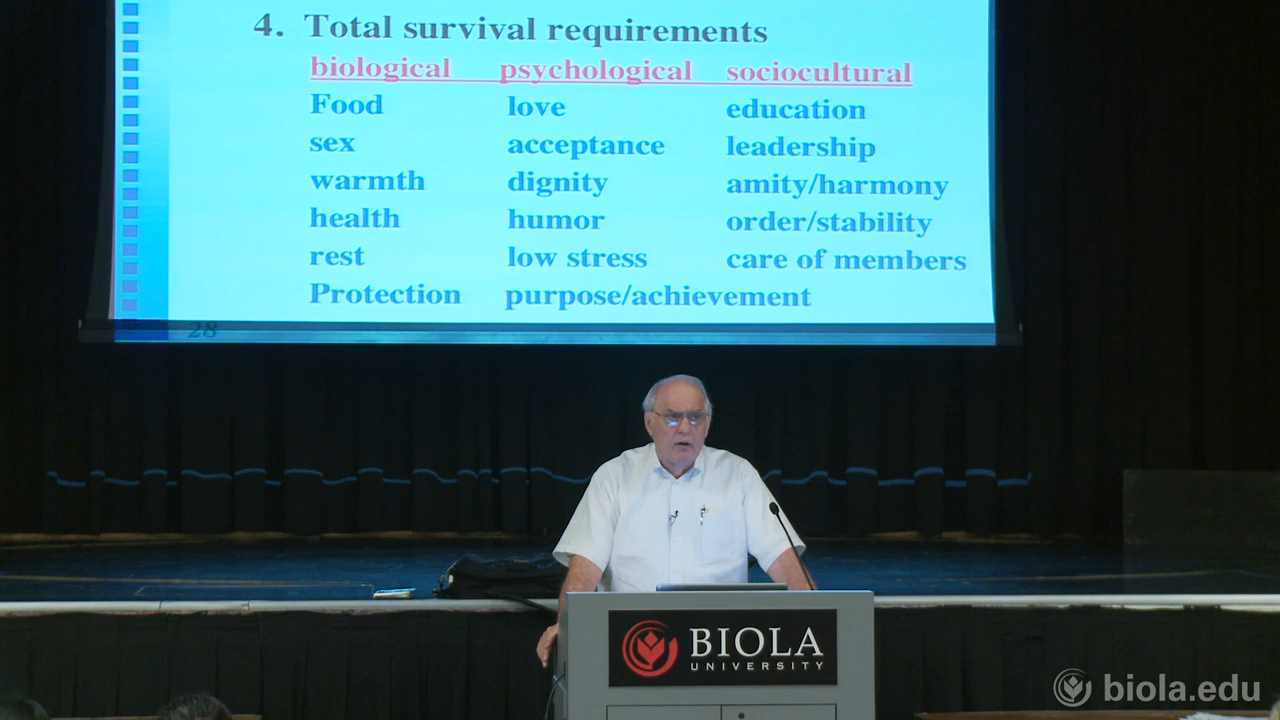 4. Total survival requirements
biological psychological sociocultural
Food love education
sex acceptance leadership
warmth dignity amity/harmony
health humor order/stability
rest low stress care of members
Protection purpose/achievement
28
BIOLA
UNIVERSITY
biola.edu